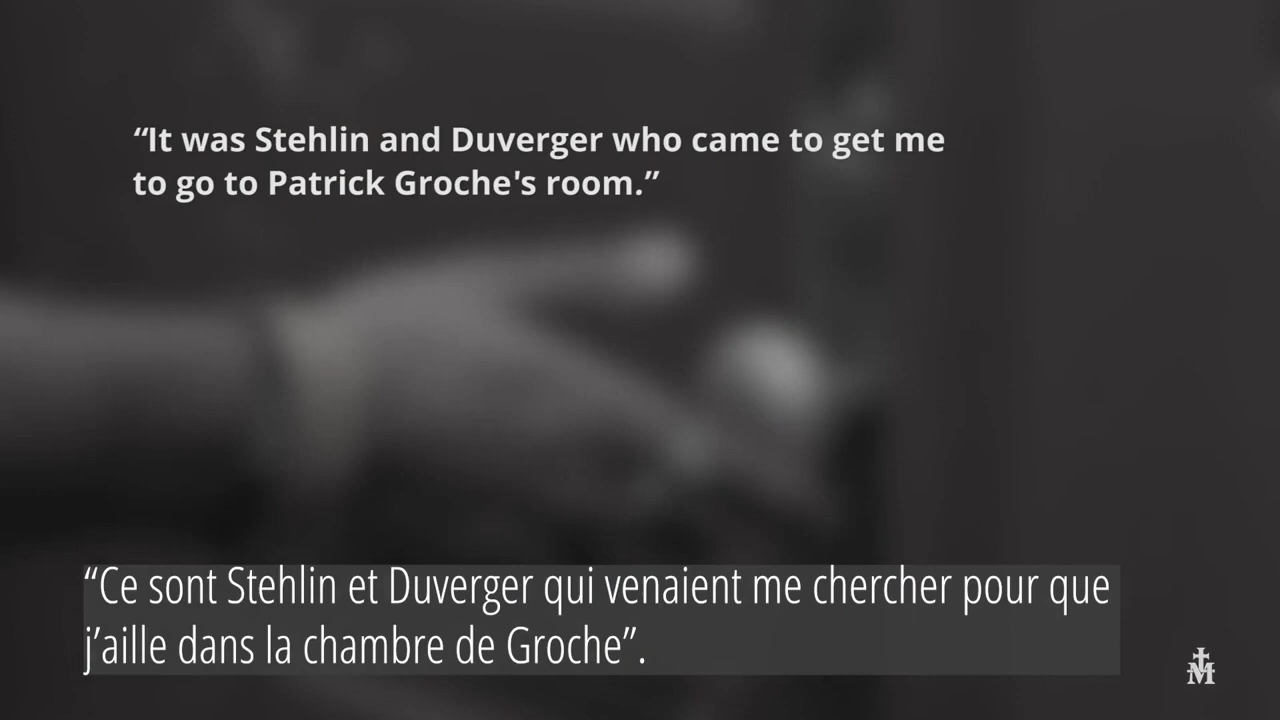 “It was Stehlin and Duverger who came to get me
to go to Patrick Groche's room.”
“Ce sont Stehlin et Duverger qui venaient me chercher pour que
j’aille dans la chambre de Groche”.
M